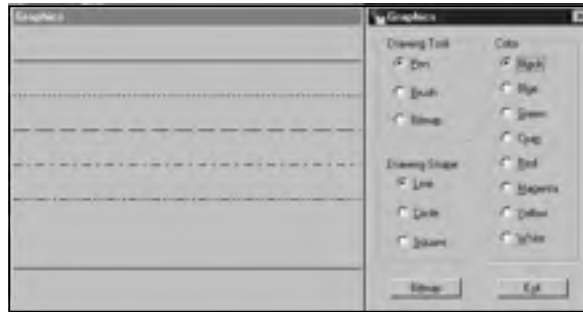 Graphics
Graphics
Drawing Tool
Pen
Brush
Bitmap
Drawing Shape
Line
Circle
Square
Color
Black
Blue
Green
Gray
Red
Magenta
Yellow
White
Bitmap
Exit